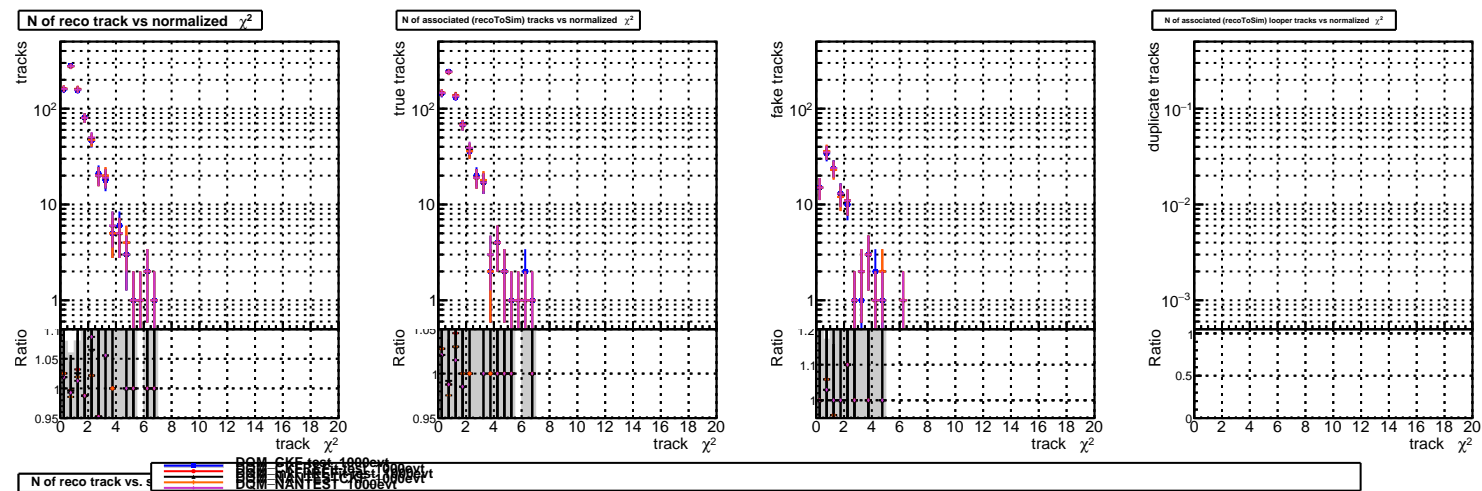 N of reco track vs normalized χ²
tracks
10²
10
1
Ratio
1.1
1.05
1
0.95
0 2 4 6 8 10 12 14 16 18 20
track χ²
N of associated (recoToSim) tracks vs normalized χ²
true tracks
10²
10
1
Ratio
1.05
1
0.95
0 2 4 6 8 10 12 14 16 18 20
track χ²
fake tracks
10²
10
1
Ratio
1.2
1.1
1
0 2 4 6 8 10 12 14 16 18 20
track χ²
N of associated (recoToSim) looper tracks vs normalized χ²
duplicate tracks
10⁻¹
10⁻²
10⁻³
Ratio
1
0.5
0
0 2 4 6 8 10 12 14 16 18 20
track χ²
N of reco track vs. s
DQM_CKF test_1000evt
DQM_NANTEST_1000evt